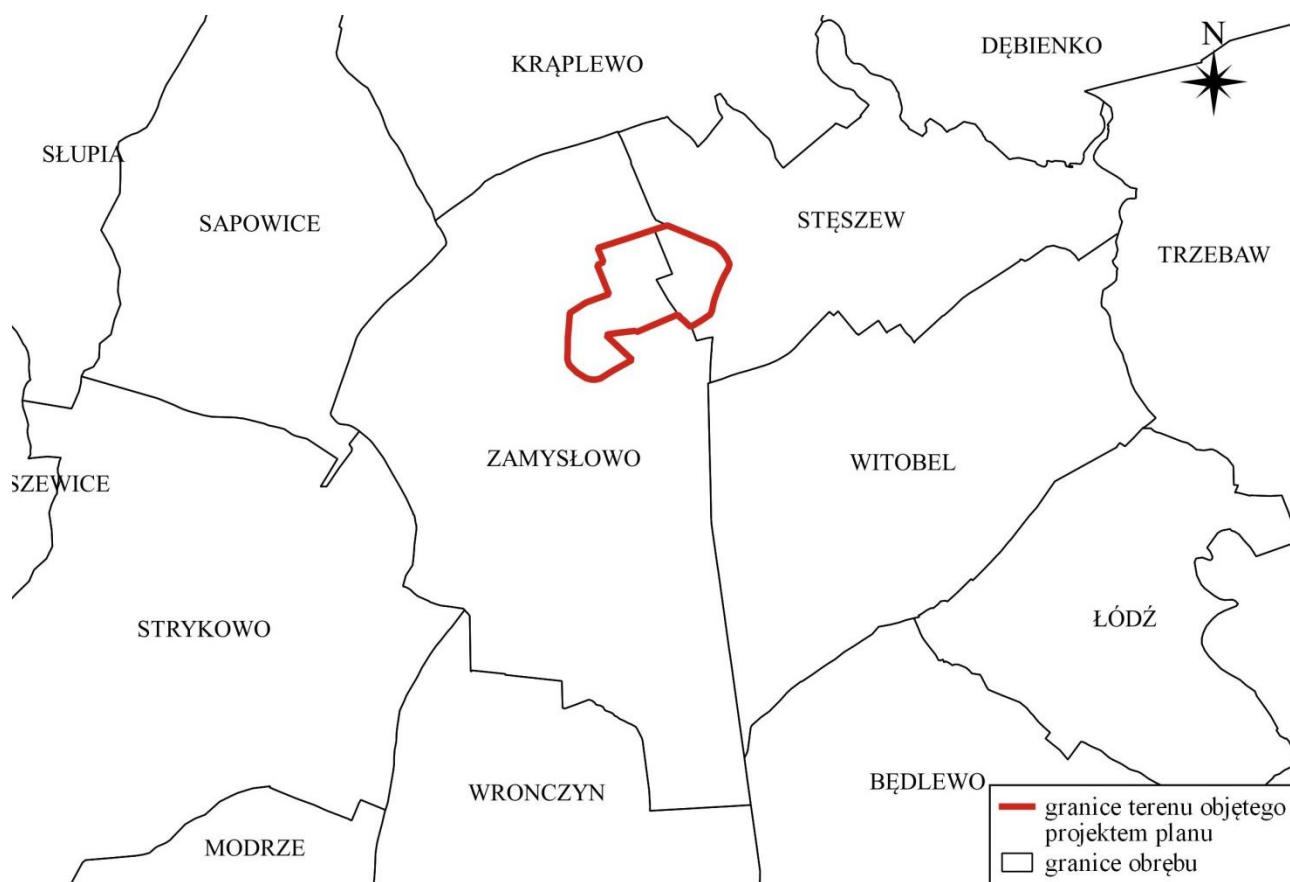 N
DĘBIENKO
KRĄPLEWO
SŁUPIA
SAPOWICE
STĘSZEW
TRZEBAW
ZAMYSŁOWO
WITOBEL
SZEWICE
STRYKOWO
ŁÓDŹ
WRONCZYN
BĘDLEWO
MODRZE
granice terenu objętego
projektem planu
granice obrębu